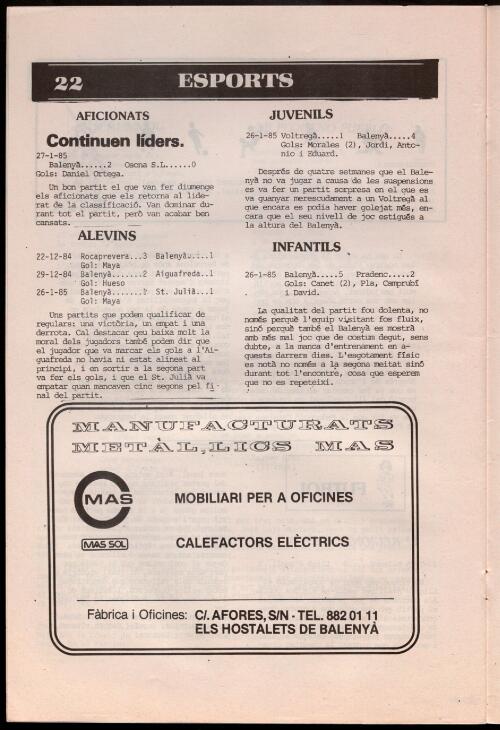 22 ESPORTS
AFICIONATS
Continuen líders.
27-1-85
Balenyà......2 Osona S.L......0
Gols: Daniel Ortega.
Un bon partit el que van fer diumenge
els aficionats que els retorna al lide-
rat de la classificació. Van dominar du-
rant tot el partit, però van acabar ben
cansats.
ALEVINS
22-12-84 Rocaprevera...3 Balenyà.....1
Gol: Maya
29-12-84 Balenyà.......2 Aiguafreda..1
Gol: Hueso
26-1-85 Balenyà....... St. Julià...1
Gol: Maya
Uns partits que podem qualificar de
regulars: una victòria, un empat i una
derrota. Cal destacar geu baixa molt la
moral dels jugadors també podem dir que
el jugador que va marcar els gols a l'Ai-
guafreda no havia ni estat alineat al
principi, i en sortir a la segona part
va fer els gols, i que el St. Julià va
empatar quan mancaven cinc segons pel fi-
nal del partit.
JUVENILS
26-1-85 Voltregà.....1 Balenyà.....4
Gols: Morales (2), Jordi, Anto-
nio i Eduard.
Després de quatre setmanes que el Bale-
nyà no va jugar a causa de les suspensions
es va fer un partit sorpresa en el que es
va guanyar merescudament a un Voltregà al
que encara es podia haver golejat més, en-
cara que el seu nivell de joc estigués a
la altura del Balenyà.
INFANTILS
26-1-85 Balenyà.....5 Pradenc.....2
Gols: Canet (2), Pla, Camprubí
i David.
La qualitat del partit fou dolenta, no
només perquè l'equip visitant fos fluix,
sinó perquè també el Balenyà es mostrà
amb més mal joc que de costum degut, sens
dubte, a la manca d'entrenament en a-
quests darrers dies. L'esgotament físic
es notà no només a la segona meitat sinó
durant tot l'encontre, cosa que esperem
que no es repeteixi.
MANUFACTURATS
METÀL.LICS MAS
MAS
MOBILIARI PER A OFICINES
MAS SOL
CALEFACTORS ELÈCTRICS
Fàbrica i Oficines: C/. AFORES, S/N - TEL. 882 01 11
ELS HOSTALETS DE BALENYÀ